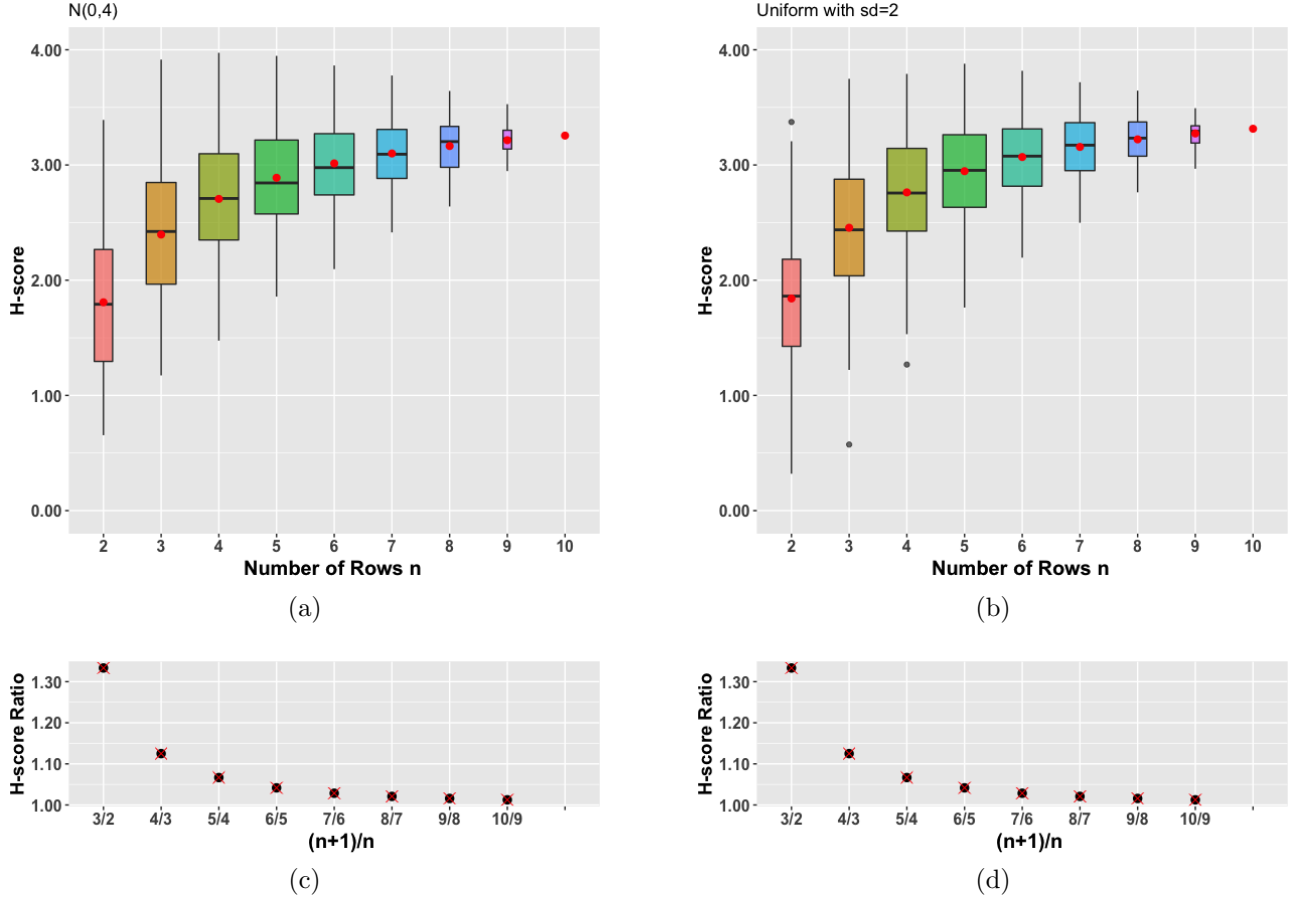 N(0,4)
4.00
3.00
2.00
1.00
0.00
H-score
2 3 4 5 6 7 8 9 10
Number of Rows n
(a)
Uniform with sd=2
4.00
3.00
2.00
1.00
0.00
H-score
2 3 4 5 6 7 8 9 10
Number of Rows n
(b)
1.30
1.20
1.10
1.00
H-score Ratio
3/2 4/3 5/4 6/5 7/6 8/7 9/8 10/9
(n+1)/n
(c)
1.30
1.20
1.10
1.00
H-score Ratio
3/2 4/3 5/4 6/5 7/6 8/7 9/8 10/9
(n+1)/n
(d)